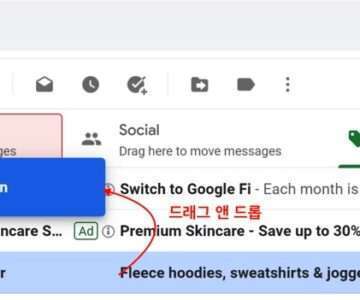 Social
ges
Drag here to move messages
n
Switch to Google Fi - Each month is
드래그 앤 드롭
ncare S... Ad Premium Skincare - Save up to 30%
r
Fleece hoodies, sweatshirts & jogge